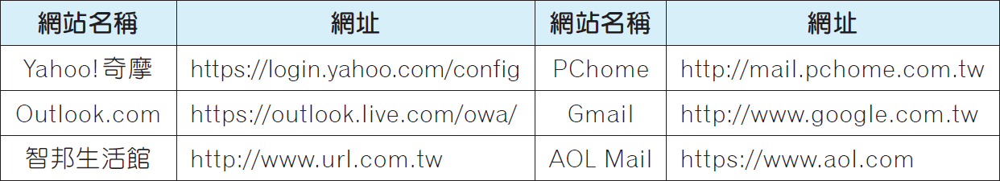 網站名稱 網址 網站名稱 網址
Yahoo!奇摩 https://login.yahoo.com/config PChome http://mail.pchome.com.tw
Outlook.com https://outlook.live.com/owa/ Gmail http://www.google.com.tw
智邦生活館 http://www.url.com.tw AOL Mail https://www.aol.com